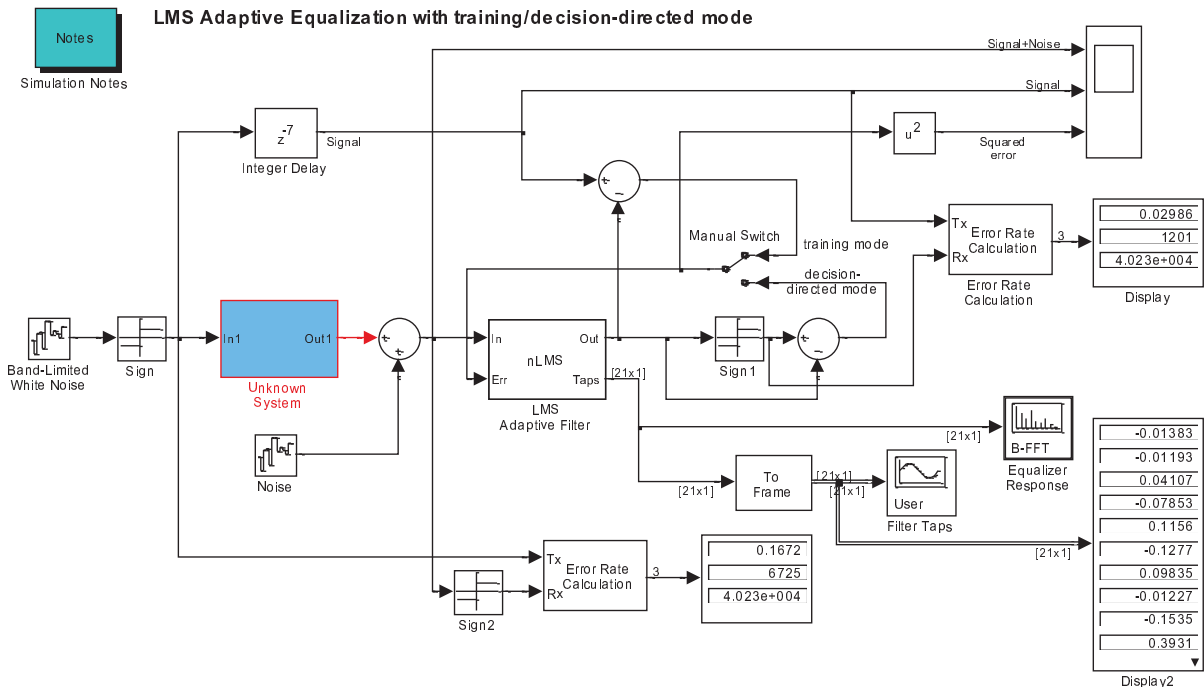 LMS Adaptive Equalization with training/decision-directed mode
Notes
Simulation Notes
Signal+Noise
Signal
z-7
Signal
Integer Delay
u2
Squared
error
+
−
Manual Switch
training mode
decision-
directed mode
Tx
Rx
Error Rate
Calculation
3
Error Rate
Calculation
0.02986
1201
4.023e+004
Display
Band-Limited
White Noise
Sign
In1
Out1
Unknown
System
+
+
In
Err
nLMS
Out
Taps
LMS
Adaptive Filter
[21x1]
Sign1
+
−
Noise
[21x1]
B-FFT
Equalizer
Response
[21x1]
To
Frame
[21x1]
[21x1]
User
Filter Taps
[21x1]
-0.01383
-0.01193
0.04107
-0.07853
0.1156
-0.1277
0.09835
-0.01227
-0.1535
0.3931
Display2
Tx
Rx
Error Rate
Calculation
3
0.1672
6725
4.023e+004
Sign2